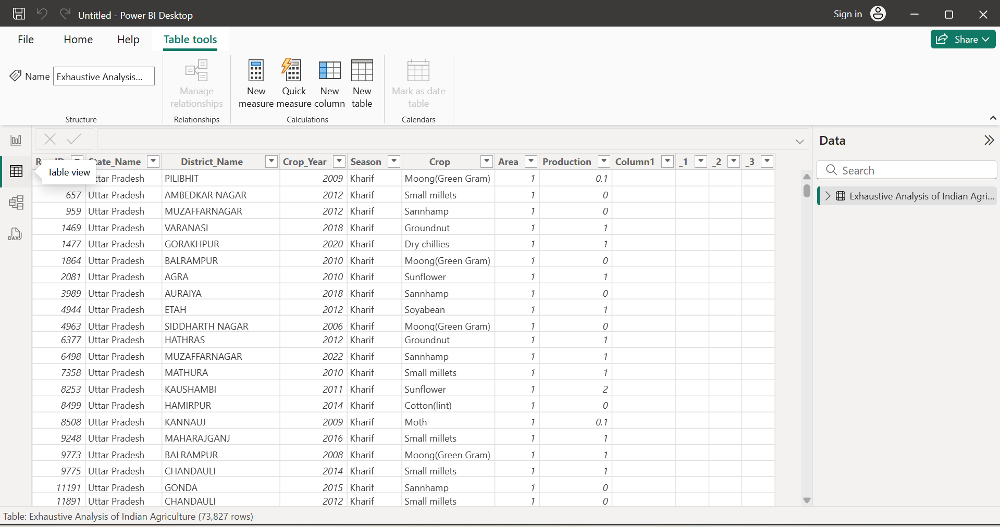 Untitled - Power BI Desktop
Sign in
File Home Help Table tools
Share
Name Exhaustive Analysis...
Manage relationships
New measure
Quick measure
New column
New table
Mark as date table
Structure Relationships Calculations Calendars
Data
Search
Exhaustive Analysis of Indian Agri...
DAX
Table view
State_Name District_Name Crop_Year Season Crop Area Production Column1 _1 _2 _3
Uttar Pradesh PILIBHIT 2009 Kharif Moong(Green Gram) 1 0.1
657 Uttar Pradesh AMBEDKAR NAGAR 2012 Kharif Small millets 1 0
959 Uttar Pradesh MUZAFFARNAGAR 2012 Kharif Sannhamp 1 0
1469 Uttar Pradesh VARANASI 2018 Kharif Groundnut 1 1
1477 Uttar Pradesh GORAKHPUR 2020 Kharif Dry chillies 1 1
1864 Uttar Pradesh BALRAMPUR 2010 Kharif Moong(Green Gram) 1 0
2081 Uttar Pradesh AGRA 2010 Kharif Sunflower 1 1
3989 Uttar Pradesh AURAIYA 2018 Kharif Sannhamp 1 0
4944 Uttar Pradesh ETAH 2012 Kharif Soyabean 1 1
4963 Uttar Pradesh SIDDHARTH NAGAR 2006 Kharif Moong(Green Gram) 1 0
6377 Uttar Pradesh HATHRAS 2012 Kharif Groundnut 1 1
6498 Uttar Pradesh MUZAFFARNAGAR 2022 Kharif Sannhamp 1 1
7358 Uttar Pradesh MATHURA 2010 Kharif Small millets 1 1
8253 Uttar Pradesh KAUSHAMBI 2011 Kharif Sunflower 1 2
8499 Uttar Pradesh HAMIRPUR 2014 Kharif Cotton(lint) 1 0
8508 Uttar Pradesh KANNAUJ 2009 Kharif Moth 1 0.1
9248 Uttar Pradesh MAHARAJGANJ 2016 Kharif Small millets 1 1
9773 Uttar Pradesh BALRAMPUR 2008 Kharif Moong(Green Gram) 1 1
9775 Uttar Pradesh CHANDAULI 2014 Kharif Small millets 1 1
11191 Uttar Pradesh GONDA 2015 Kharif Sannhamp 1 0
11891 Uttar Pradesh CHANDAULI 2012 Kharif Small millets 1 0
Table: Exhaustive Analysis of Indian Agriculture (73,827 rows)